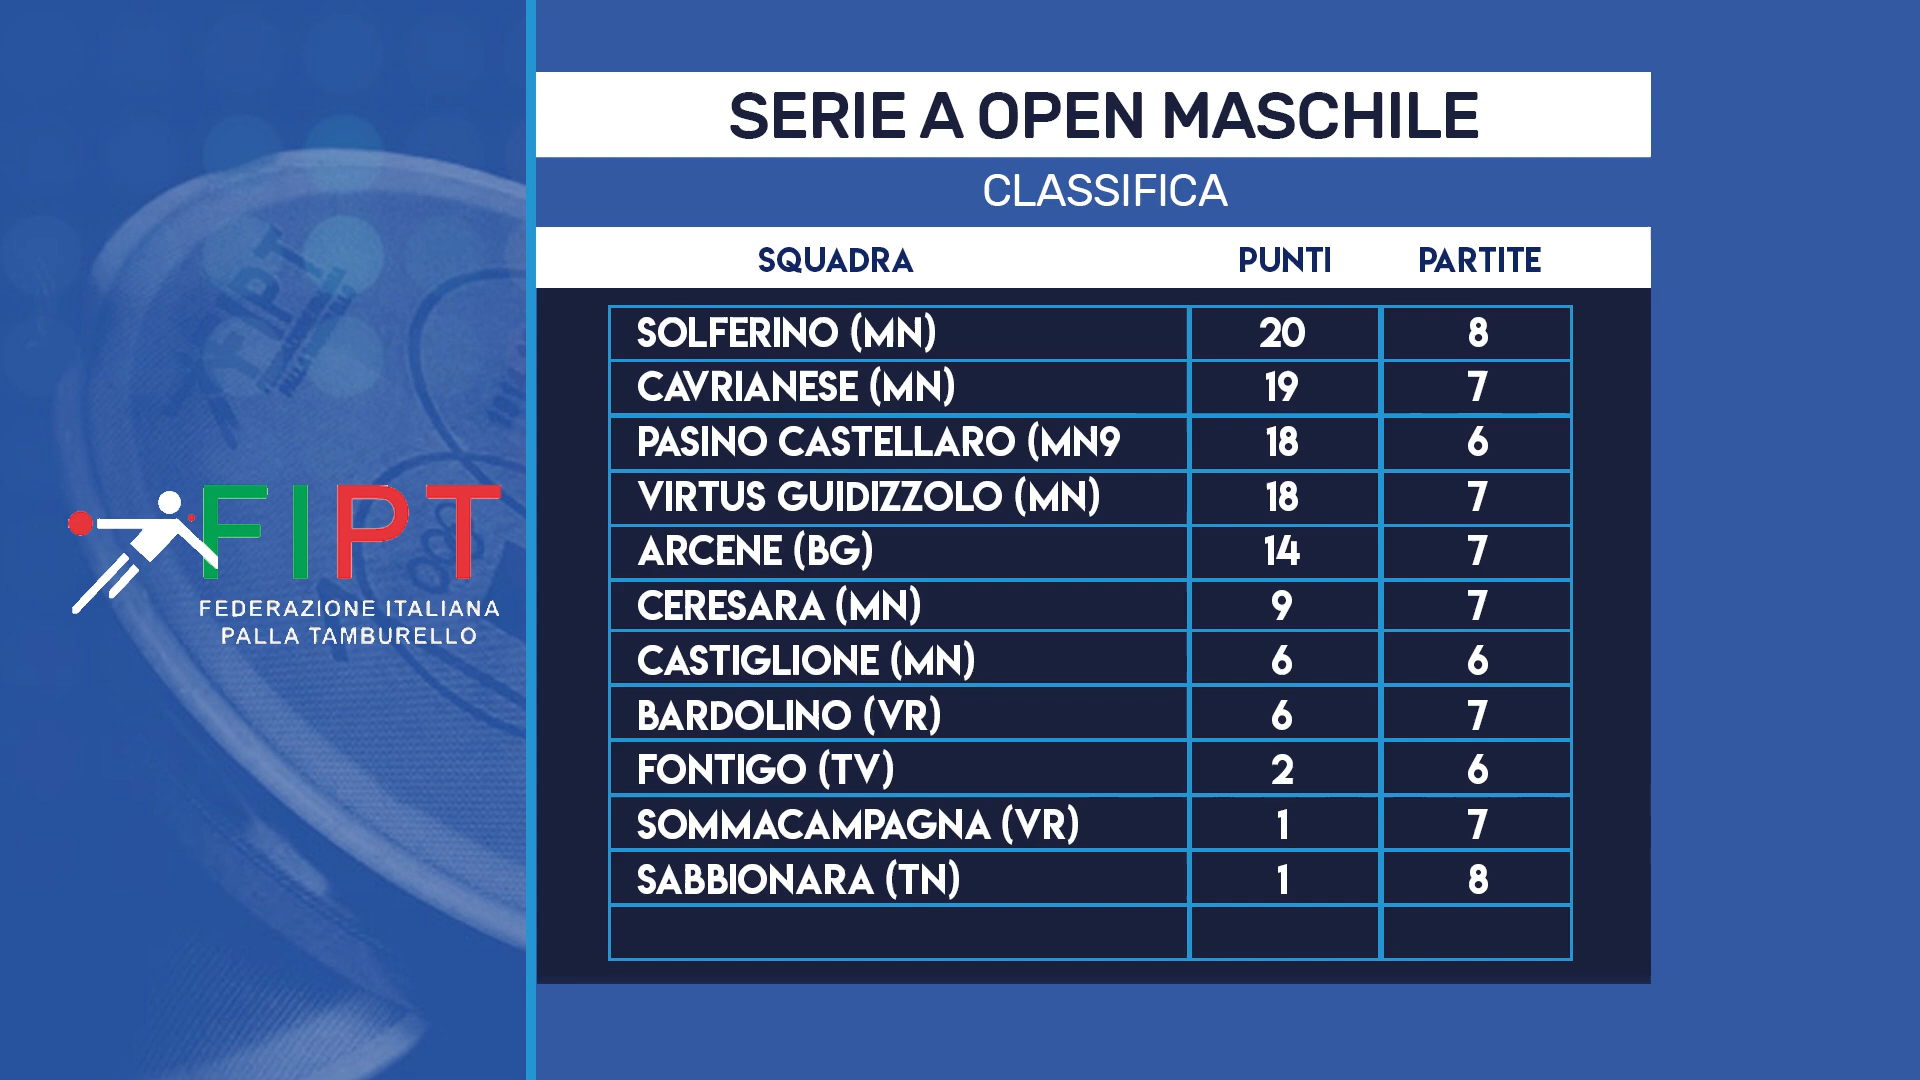 SERIE A OPEN MASCHILE
CLASSIFICA
SQUADRA PUNTI PARTITE
SOLFERINO (MN) 20 8
CAVRIANESE (MN) 19 7
PASINO CASTELLARO (MN9 18 6
VIRTUS GUIDIZZOLO (MN) 18 7
ARCENE (BG) 14 7
CERESARA (MN) 9 7
CASTIGLIONE (MN) 6 6
BARDOLINO (VR) 6 7
FONTIGO (TV) 2 6
SOMMACAMPAGNA (VR) 1 7
SABBIONARA (TN) 1 8
FIPT
FEDERAZIONE ITALIANA
PALLA TAMBURELLO